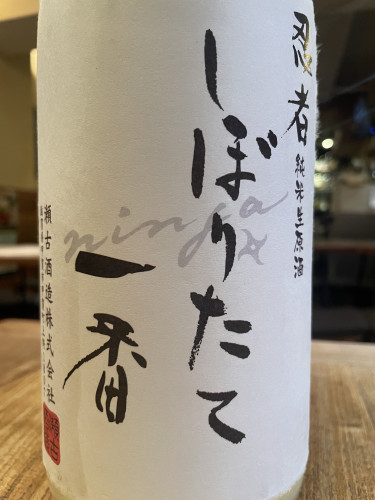 忍者
純米生原酒
しぼりたて
一番
ninja
瀬古酒造株式会社